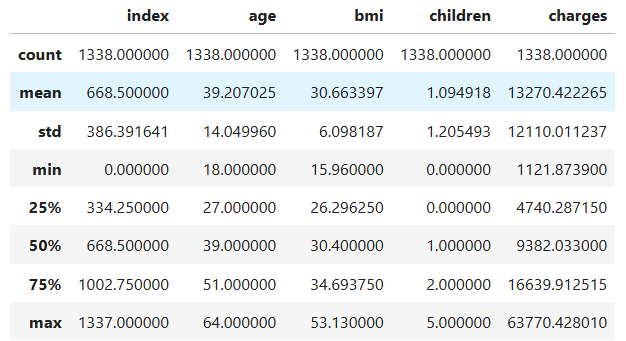 index age bmi children charges
count 1338.000000 1338.000000 1338.000000 1338.000000 1338.000000
mean 668.500000 39.207025 30.663397 1.094918 13270.422265
std 386.391641 14.049960 6.098187 1.205493 12110.011237
min 0.000000 18.000000 15.960000 0.000000 1121.873900
25% 334.250000 27.000000 26.296250 0.000000 4740.287150
50% 668.500000 39.000000 30.400000 1.000000 9382.033000
75% 1002.750000 51.000000 34.693750 2.000000 16639.912515
max 1337.000000 64.000000 53.130000 5.000000 63770.428010